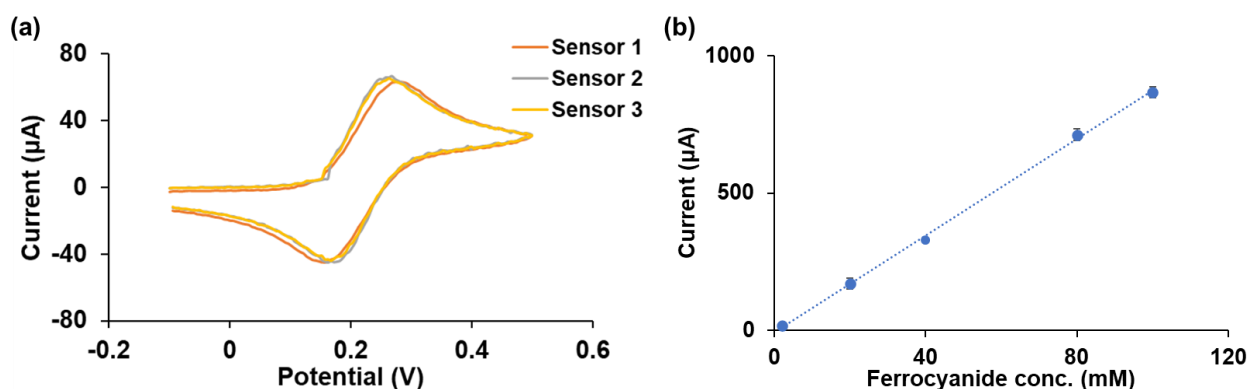 (a)
80
40
0
-40
-80
Current (µA)
-0.2
0
0.2
0.4
0.6
Potential (V)
Sensor 1
Sensor 2
Sensor 3
(b)
1000
500
0
Current (µA)
0
40
80
120
Ferrocyanide conc. (mM)